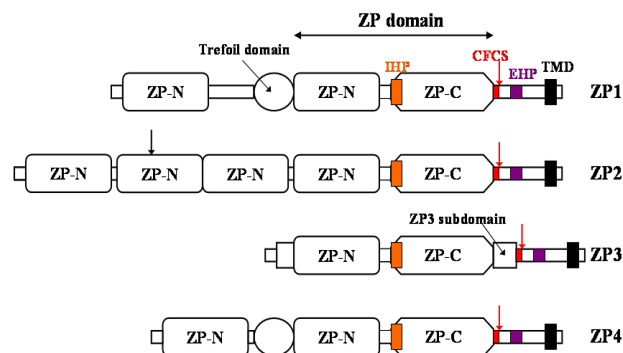 ZP domain
Trefoil domain
IHP
CFCS
EHP
TMD
ZP-N
ZP-N
ZP-C
ZP1
ZP-N
ZP-N
ZP-N
ZP-N
ZP-C
ZP2
ZP3 subdomain
ZP-N
ZP-C
ZP3
ZP-N
ZP-N
ZP-C
ZP4